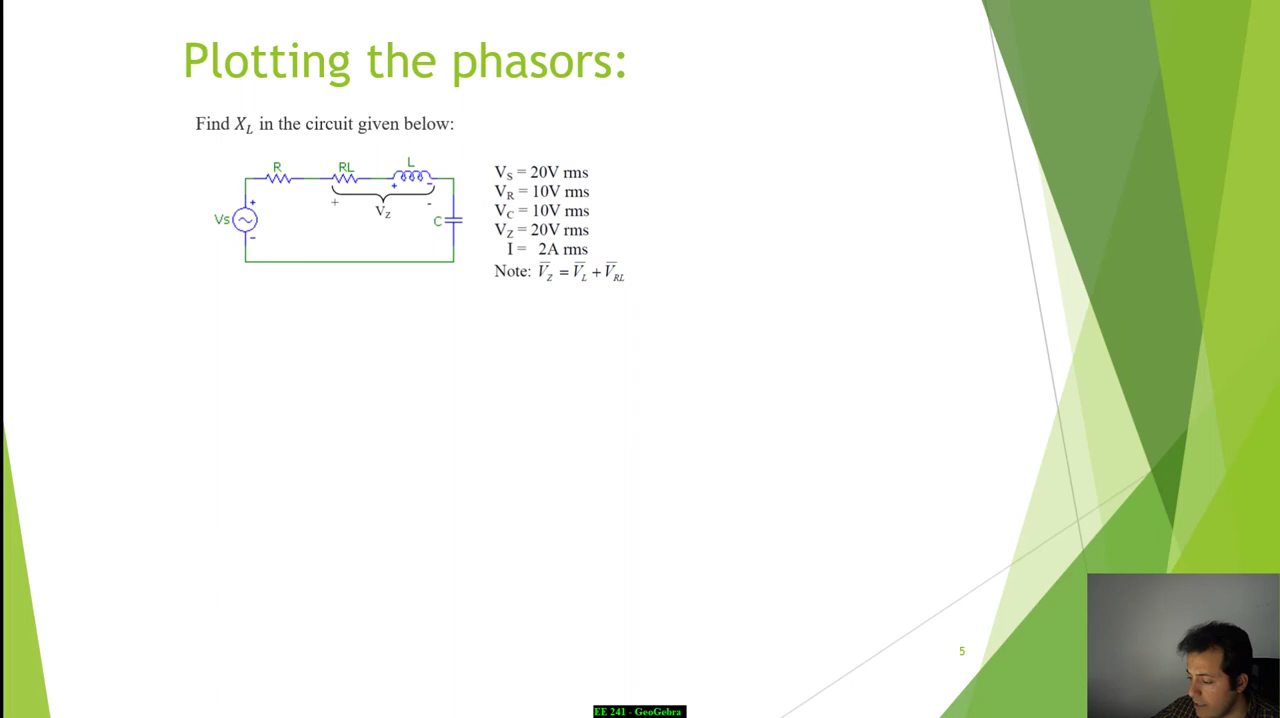 Plotting the phasors:
Find X_L in the circuit given below:
R RL L
+ + - + -
Vs V_Z C
-
V_S = 20V rms
V_R = 10V rms
V_C = 10V rms
V_Z = 20V rms
I = 2A rms
Note: V̅_Z = V̅_L + V̅_RL
5
EE 241 - GeoGebra